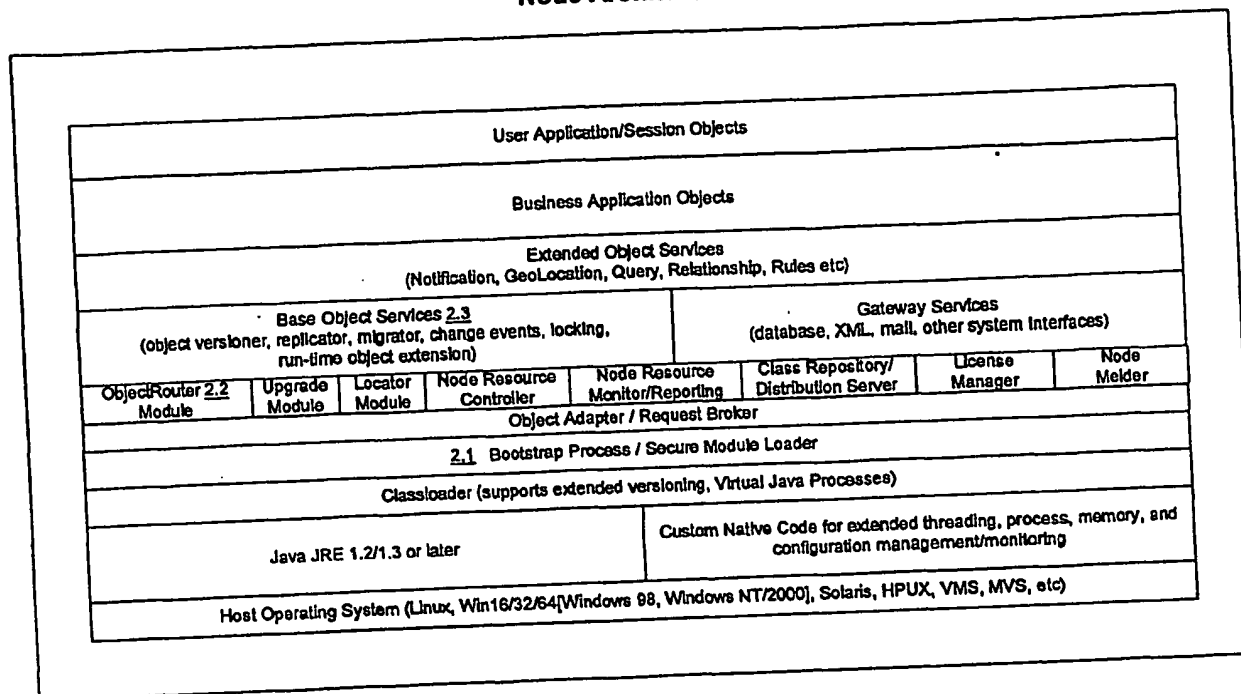 User Application/Session Objects
Business Application Objects
Extended Object Services
(Notification, GeoLocation, Query, Relationship, Rules etc)
Base Object Services 2.3
(object versioner, replicator, migrator, change events, locking,
run-time object extension)
Gateway Services
(database, XML, mail, other system interfaces)
ObjectRouter 2.2
Module
Upgrade
Module
Locator
Module
Node Resource
Controller
Node Resource
Monitor/Reporting
Class Repository/
Distribution Server
License
Manager
Node
Melder
Object Adapter / Request Broker
2.1 Bootstrap Process / Secure Module Loader
Classloader (supports extended versioning, Virtual Java Processes)
Java JRE 1.2/1.3 or later
Custom Native Code for extended threading, process, memory, and
configuration management/monitoring
Host Operating System (Linux, Win16/32/64[Windows 98, Windows NT/2000], Solaris, HPUX, VMS, MVS, etc)